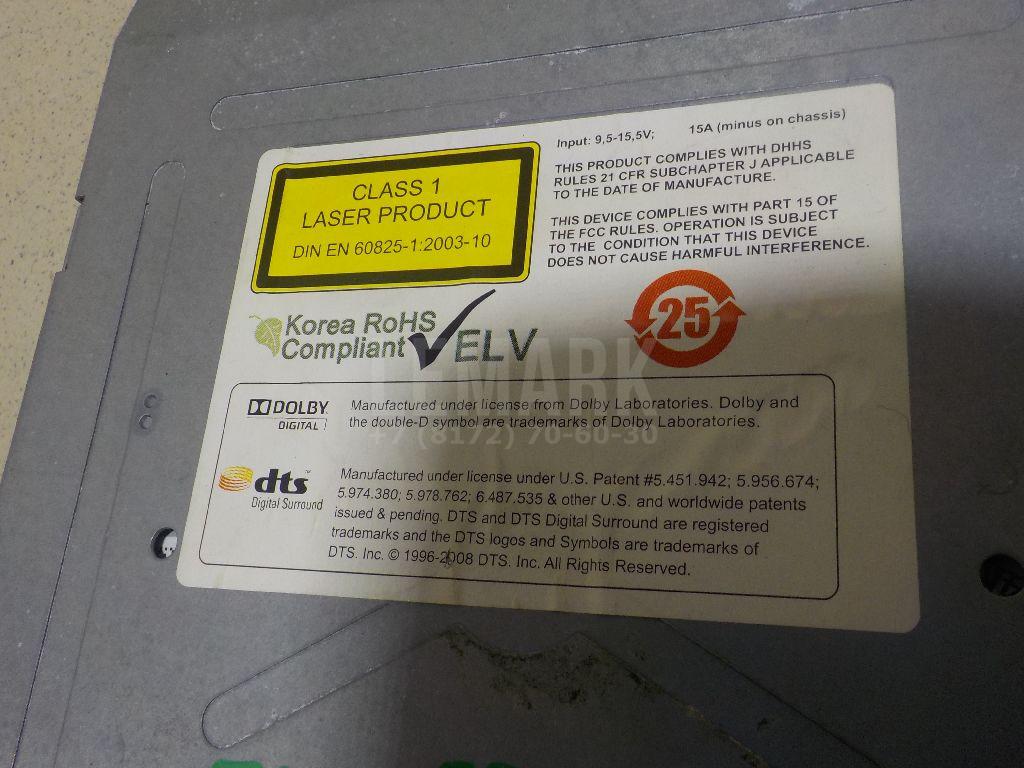 Input: 9,5-15,5V; 15A (minus on chassis)
CLASS 1
LASER PRODUCT
DIN EN 60825-1:2003-10
THIS PRODUCT COMPLIES WITH DHHS
RULES 21 CFR SUBCHAPTER J APPLICABLE
TO THE DATE OF MANUFACTURE.
THIS DEVICE COMPLIES WITH PART 15 OF
THE FCC RULES. OPERATION IS SUBJECT
TO THE CONDITION THAT THIS DEVICE
DOES NOT CAUSE HARMFUL INTERFERENCE.
Korea RoHS
Compliant
ELV
25
LEMARK
+7 (8172) 70-60-30
DOLBY
DIGITAL
Manufactured under license from Dolby Laboratories. Dolby and
the double-D symbol are trademarks of Dolby Laboratories.
dts™
Digital Surround
Manufactured under license under U.S. Patent #5.451.942; 5.956.674;
5.974.380; 5.978.762; 6.487.535 & other U.S. and worldwide patents
issued & pending. DTS and DTS Digital Surround are registered
trademarks and the DTS logos and Symbols are trademarks of
DTS. Inc. © 1996-2008 DTS. Inc. All Rights Reserved.